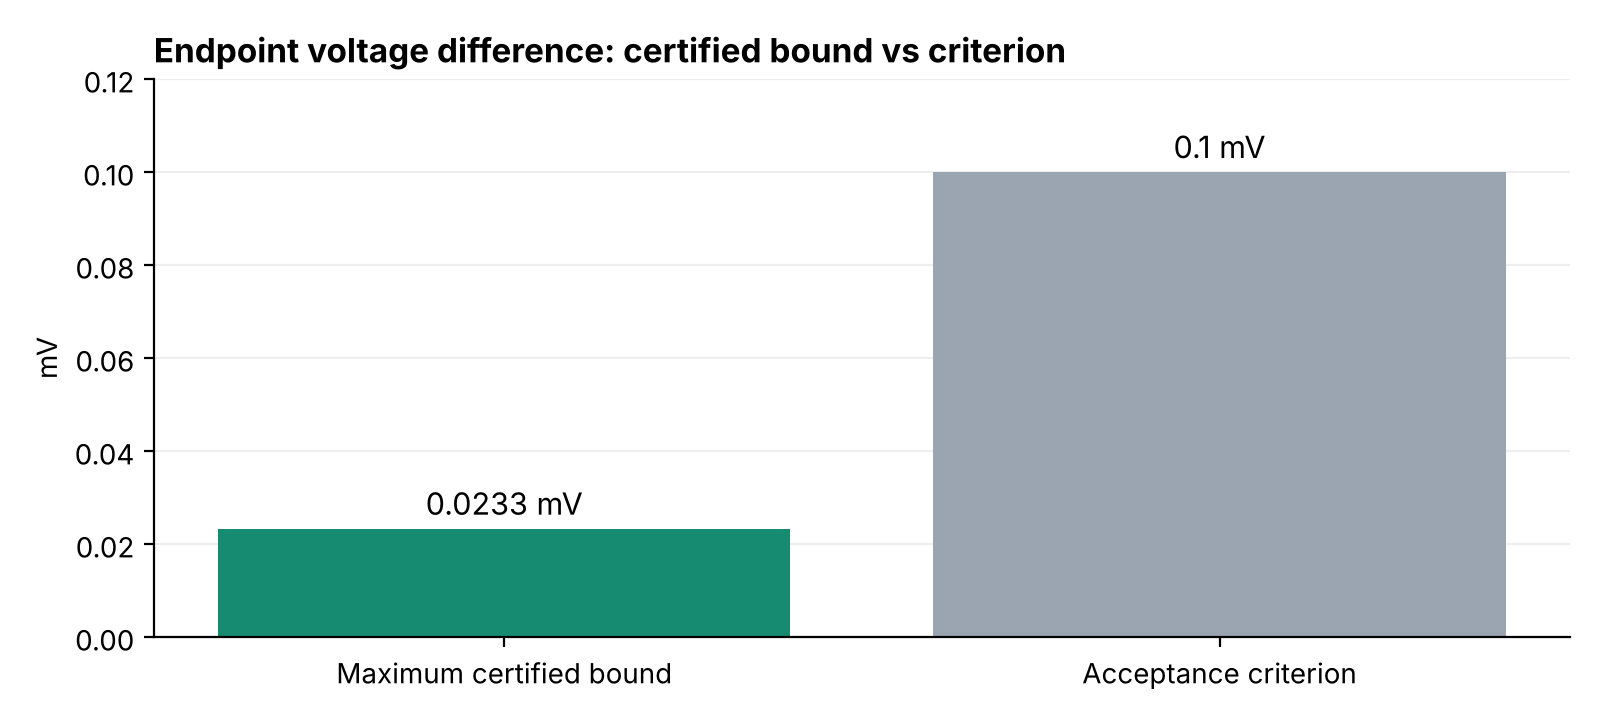 Endpoint voltage difference: certified bound vs criterion
0.12
0.10
0.08
0.06
0.04
0.02
0.00
mV
0.0233 mV
0.1 mV
Maximum certified bound
Acceptance criterion